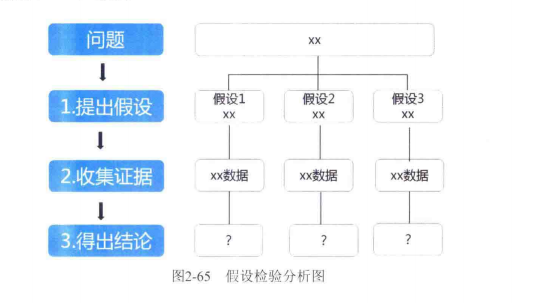 问题
xx
1.提出假设
假设1
xx
假设2
xx
假设3
xx
2.收集证据
xx数据
xx数据
xx数据
3.得出结论
?
?
?
图2-65 假设检验分析图